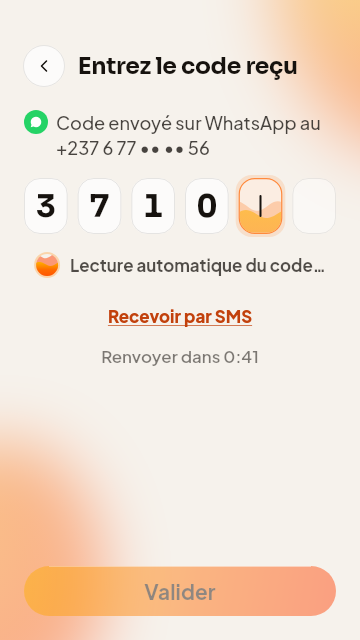 Entrez le code reçu
Code envoyé sur WhatsApp au
+237 6 77 •• •• 56
3 7 1 0
Lecture automatique du code…
Recevoir par SMS
Renvoyer dans 0:41
Valider